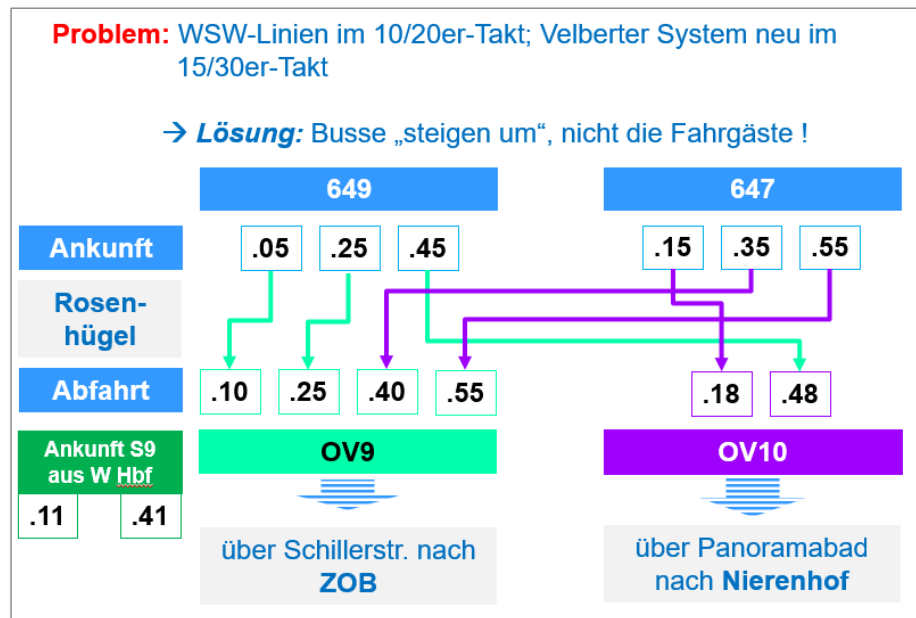 Problem: WSW-Linien im 10/20er-Takt; Velberter System neu im
15/30er-Takt
→ Lösung: Busse „steigen um“, nicht die Fahrgäste !
649
647
Ankunft
.05
.25
.45
.15
.35
.55
Rosen-
hügel
Abfahrt
.10
.25
.40
.55
.18
.48
Ankunft S9
aus W Hbf
.11
.41
OV9
OV10
über Schillerstr. nach
ZOB
über Panoramabad
nach Nierenhof